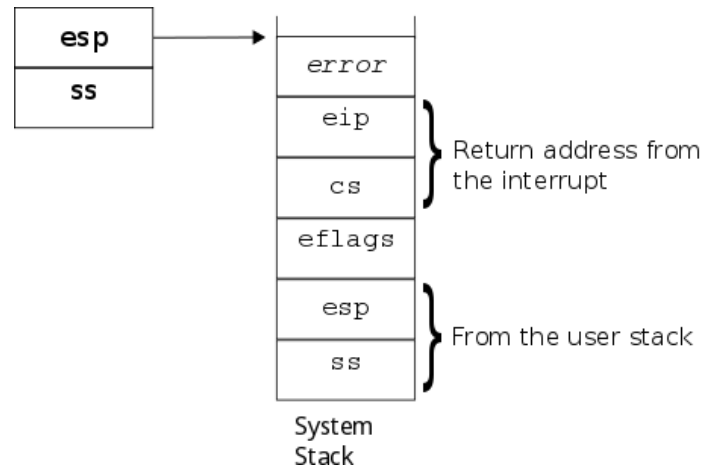 esp
ss
error
eip
cs
eflags
esp
ss
Return address from
the interrupt
From the user stack
System
Stack